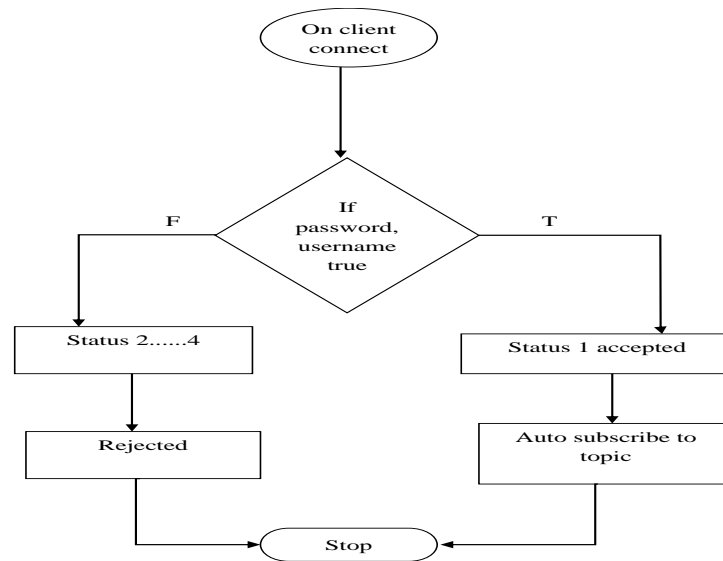 On client
connect
If
password,
username
true
F
T
Status 2......4
Status 1 accepted
Rejected
Auto subscribe to
topic
Stop